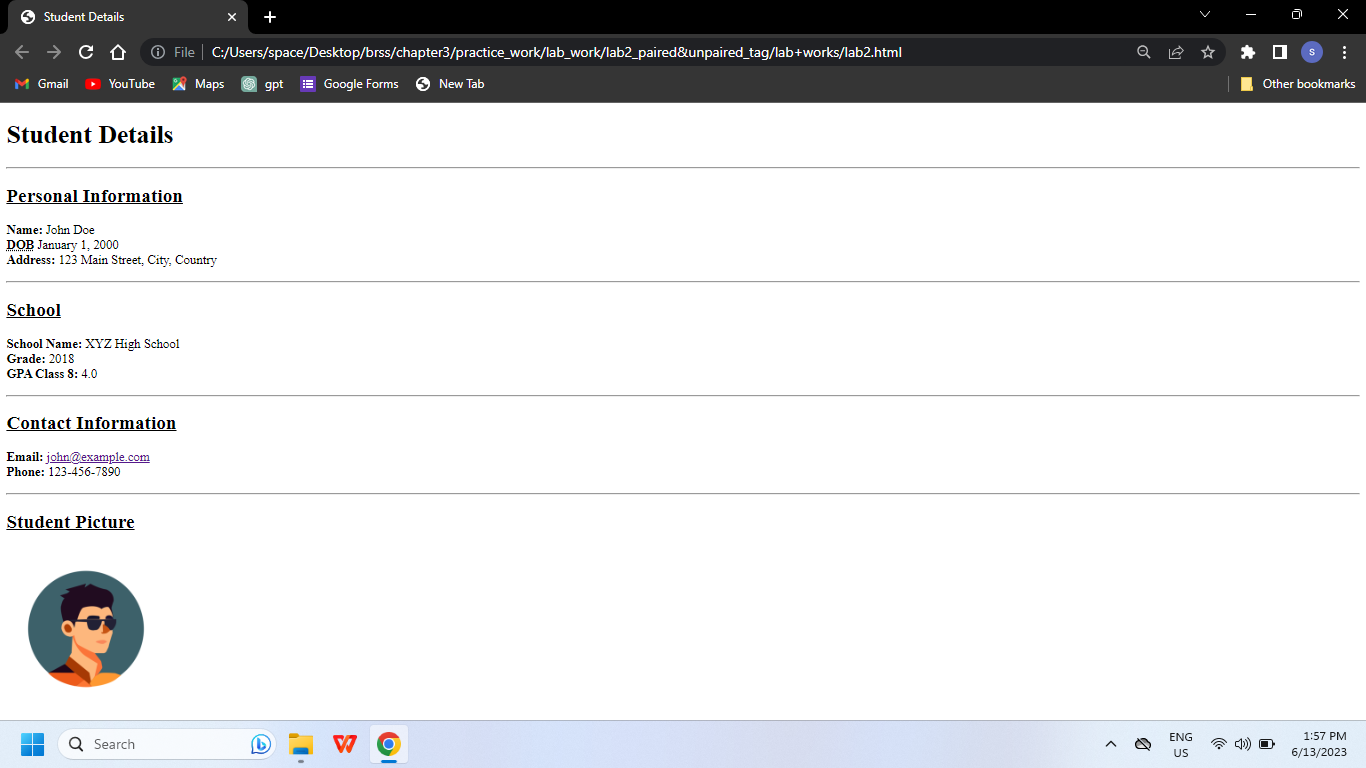 Student Details
File C:/Users/space/Desktop/brss/chapter3/practice_work/lab_work/lab2_paired&unpaired_tag/lab+works/lab2.html
S
Gmail YouTube Maps gpt Google Forms New Tab Other bookmarks
Student Details
Personal Information
Name: John Doe
DOB January 1, 2000
Address: 123 Main Street, City, Country
School
School Name: XYZ High School
Grade: 2018
GPA Class 8: 4.0
Contact Information
Email: john@example.com
Phone: 123-456-7890
Student Picture
Search
ENG
US
1:57 PM
6/13/2023